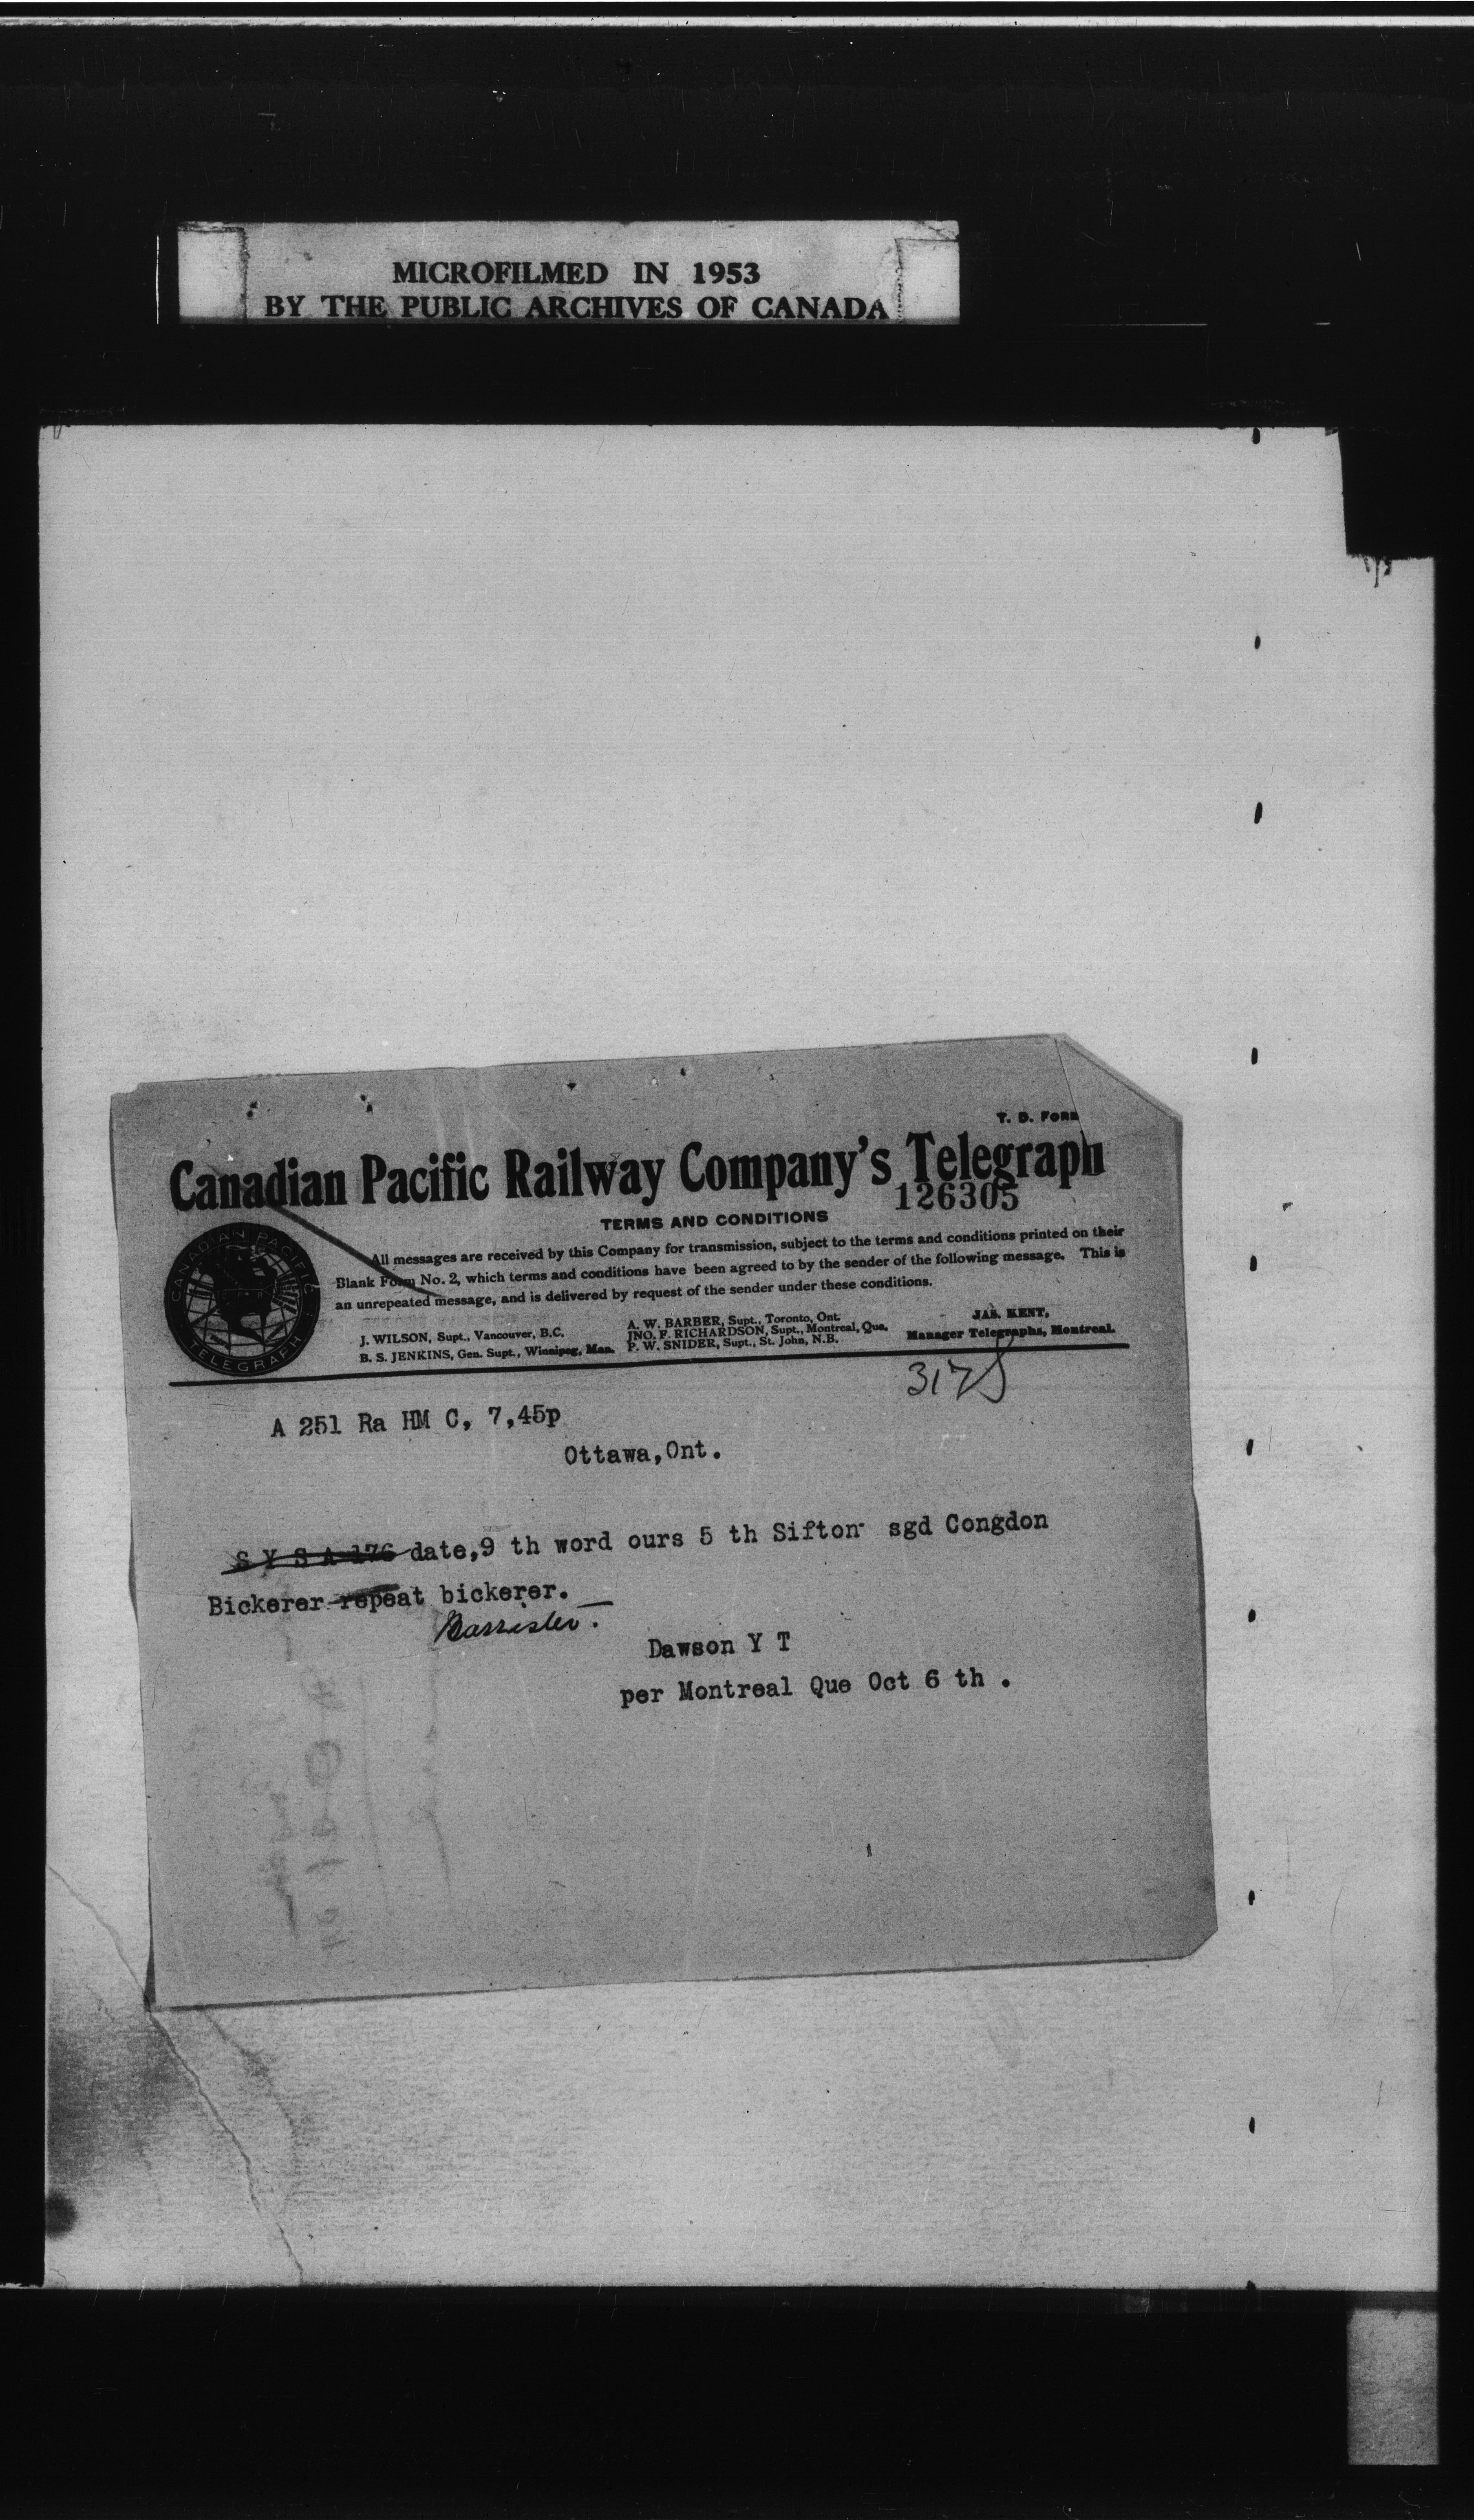 MICROFILMED IN 1953
BY THE PUBLIC ARCHIVES OF CANADA
T. D. FORM
Canadian Pacific Railway Company's Telegraph
126305
TERMS AND CONDITIONS
CANADIAN PACIFIC
TELEGRAPH
All messages are received by this Company for transmission, subject to the terms and conditions printed on their
Blank Form No. 2, which terms and conditions have been agreed to by the sender of the following message. This is
an unrepeated message, and is delivered by request of the sender under these conditions.
J. WILSON, Supt., Vancouver, B.C.
B. S. JENKINS, Gen. Supt., Winnipeg, Man.
A. W. BARBER, Supt., Toronto, Ont.
JNO. F. RICHARDSON, Supt., Montreal, Que.
P. W. SNIDER, Supt., St. John, N.B.
JAS. KENT,
Manager Telegraphs, Montreal.
A 251 Ra HM C, 7,45p
Ottawa,Ont.
S Y S A 176 date,9 th word ours 5 th Sifton sgd Congdon
Bickerer repeat bickerer.
Barrister.
Dawson Y T
per Montreal Que Oct 6 th .